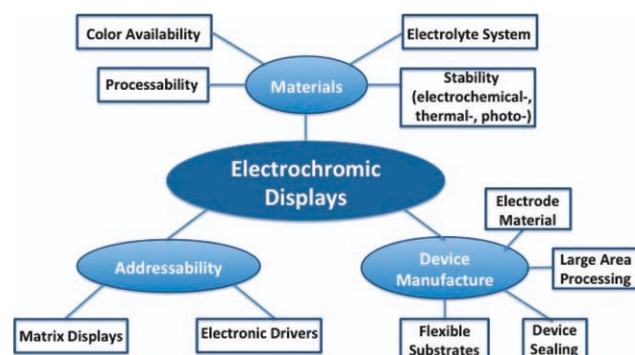 Color Availability
Electrolyte System
Processability
Materials
Stability
(electrochemical-,
thermal-, photo-)
Electrochromic
Displays
Electrode
Material
Addressability
Device
Manufacture
Large Area
Processing
Matrix Displays
Electronic Drivers
Flexible
Substrates
Device
Sealing